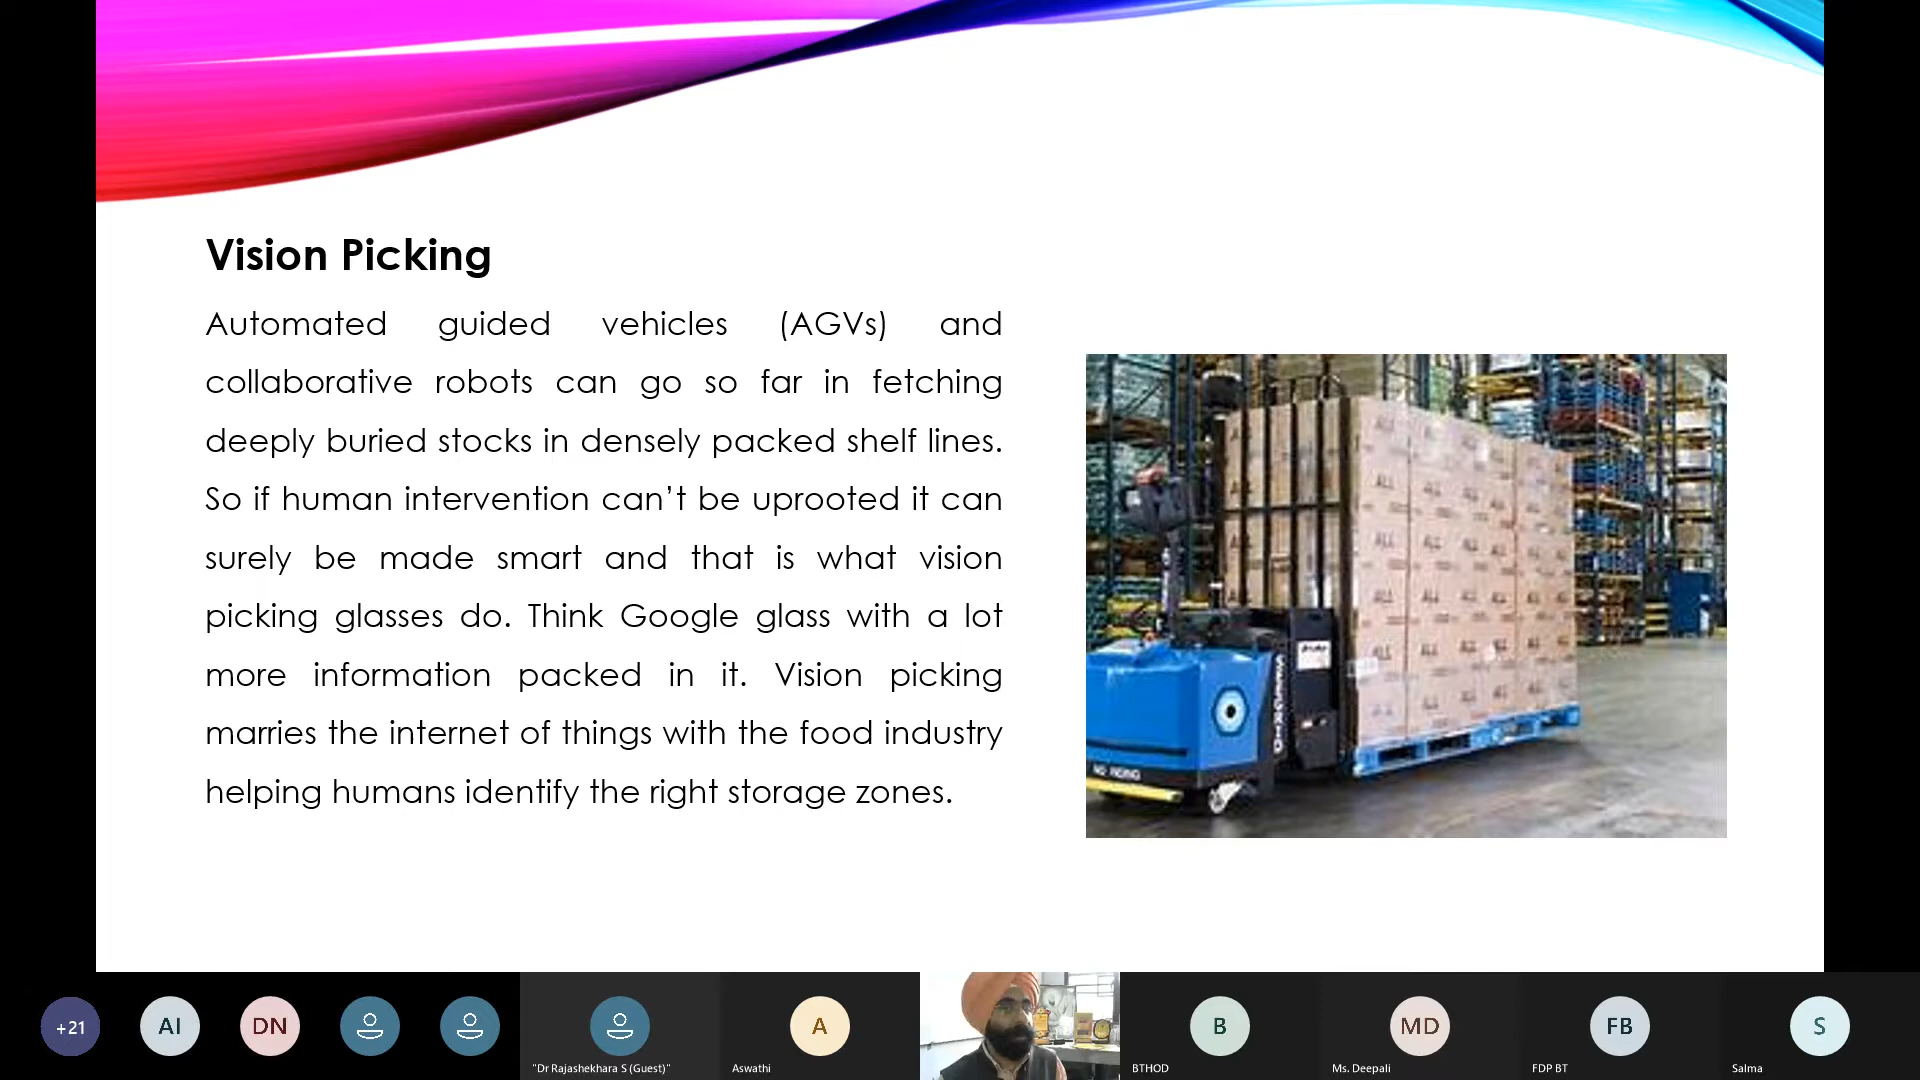 Vision Picking
Automated guided vehicles (AGVs) and
collaborative robots can go so far in fetching
deeply buried stocks in densely packed shelf lines.
So if human intervention can’t be uprooted it can
surely be made smart and that is what vision
picking glasses do. Think Google glass with a lot
more information packed in it. Vision picking
marries the internet of things with the food industry
helping humans identify the right storage zones.
ALL
+21
AI
DN
"Dr Rajashekhara S (Guest)"
A
Aswathi
B
BTHOD
MD
Ms. Deepali
FB
FDP BT
S
Salma